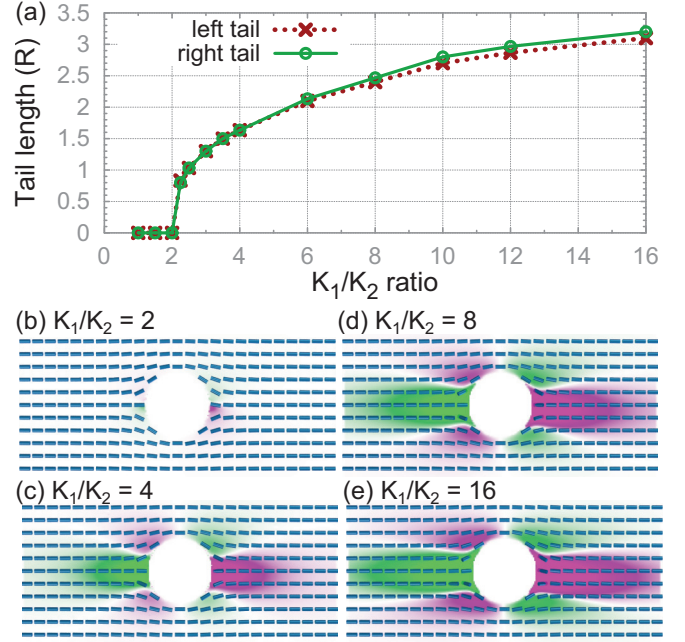 (a)
Tail length (R)
3.5
3
2.5
2
1.5
1
0.5
0
left tail
right tail
0 2 4 6 8 10 12 14 16
K₁/K₂ ratio
(b) K₁/K₂ = 2
(d) K₁/K₂ = 8
(c) K₁/K₂ = 4
(e) K₁/K₂ = 16